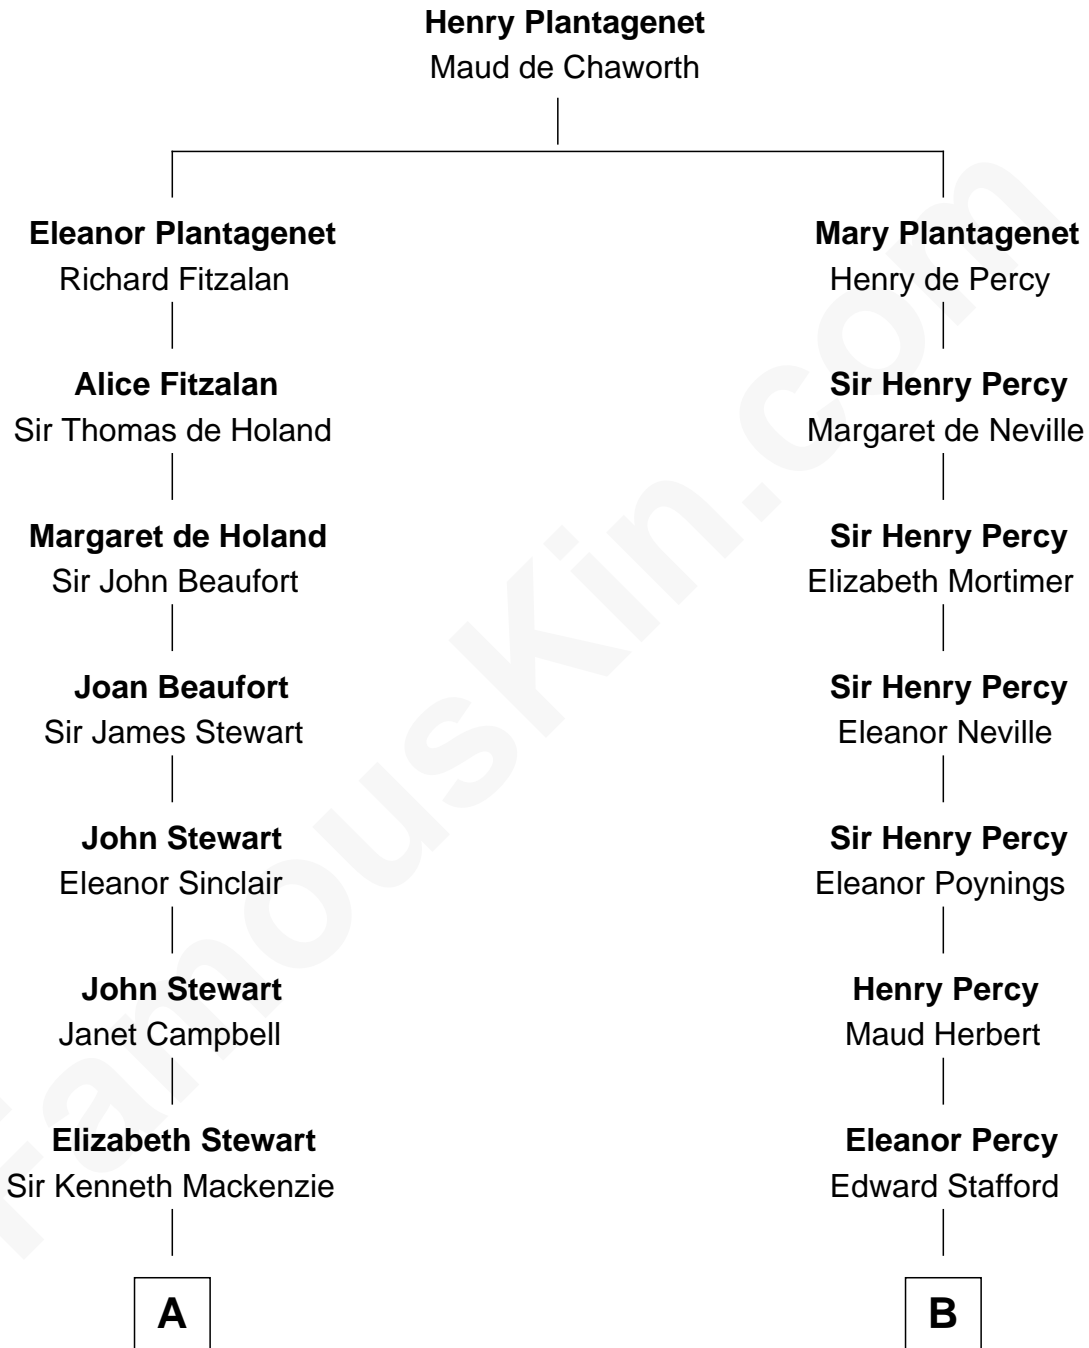 Henry Plantagenet
Maud de Chaworth
Eleanor Plantagenet
Richard Fitzalan
Mary Plantagenet
Henry de Percy
Alice Fitzalan
Sir Thomas de Holand
Sir Henry Percy
Margaret de Neville
Margaret de Holand
Sir John Beaufort
Sir Henry Percy
Elizabeth Mortimer
Joan Beaufort
Sir James Stewart
Sir Henry Percy
Eleanor Neville
John Stewart
Eleanor Sinclair
Sir Henry Percy
Eleanor Poynings
John Stewart
Janet Campbell
Henry Percy
Maud Herbert
Elizabeth Stewart
Sir Kenneth Mackenzie
Eleanor Percy
Edward Stafford
A
B
FamousKin.com